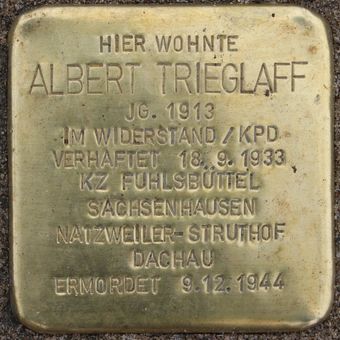 HIER WOHNTE
ALBERT TRIEGLAFF
JG. 1913
IM WIDERSTAND / KPD
VERHAFTET 18. 9. 1933
KZ FUHLSBÜTTEL
SACHSENHAUSEN
NATZWEILER-STRUTHOF
DACHAU
ERMORDET 9.12.1944